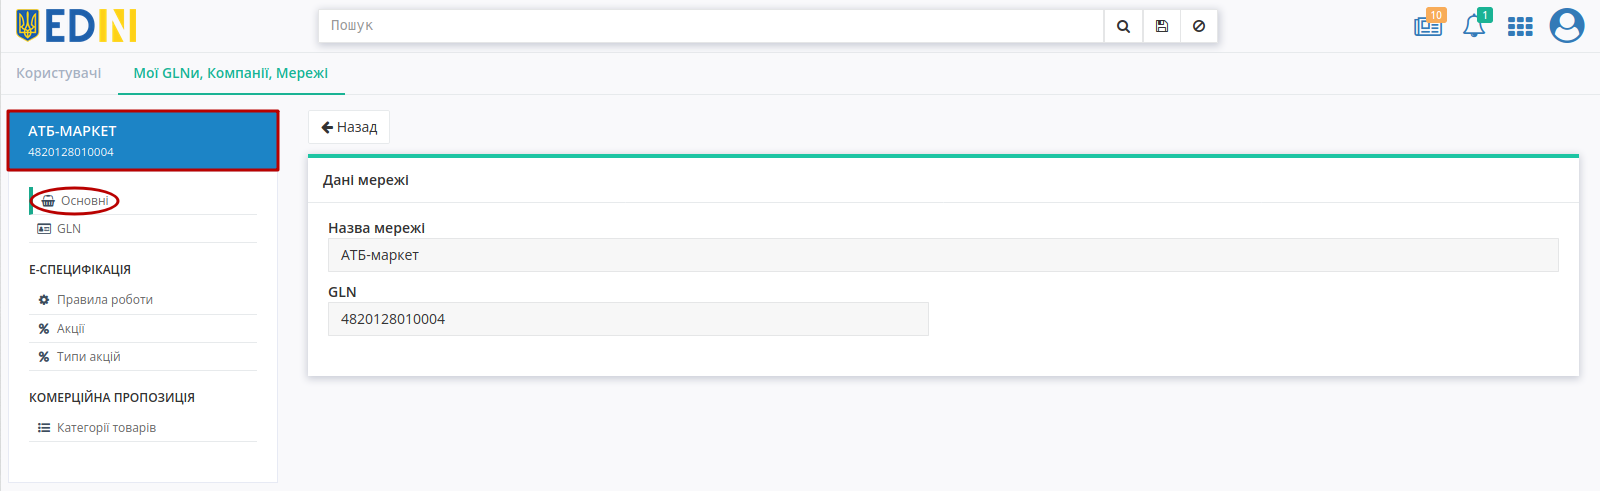 EDIN
Пошук
10
1
Користувачі
Мої GLNи, Компанії, Мережі
АТБ-МАРКЕТ
4820128010004
Основні
GLN
Е-СПЕЦИФІКАЦІЯ
Правила роботи
Акції
Типи акцій
КОМЕРЦІЙНА ПРОПОЗИЦІЯ
Категорії товарів
Назад
Дані мережі
Назва мережі
АТБ-маркет
GLN
4820128010004